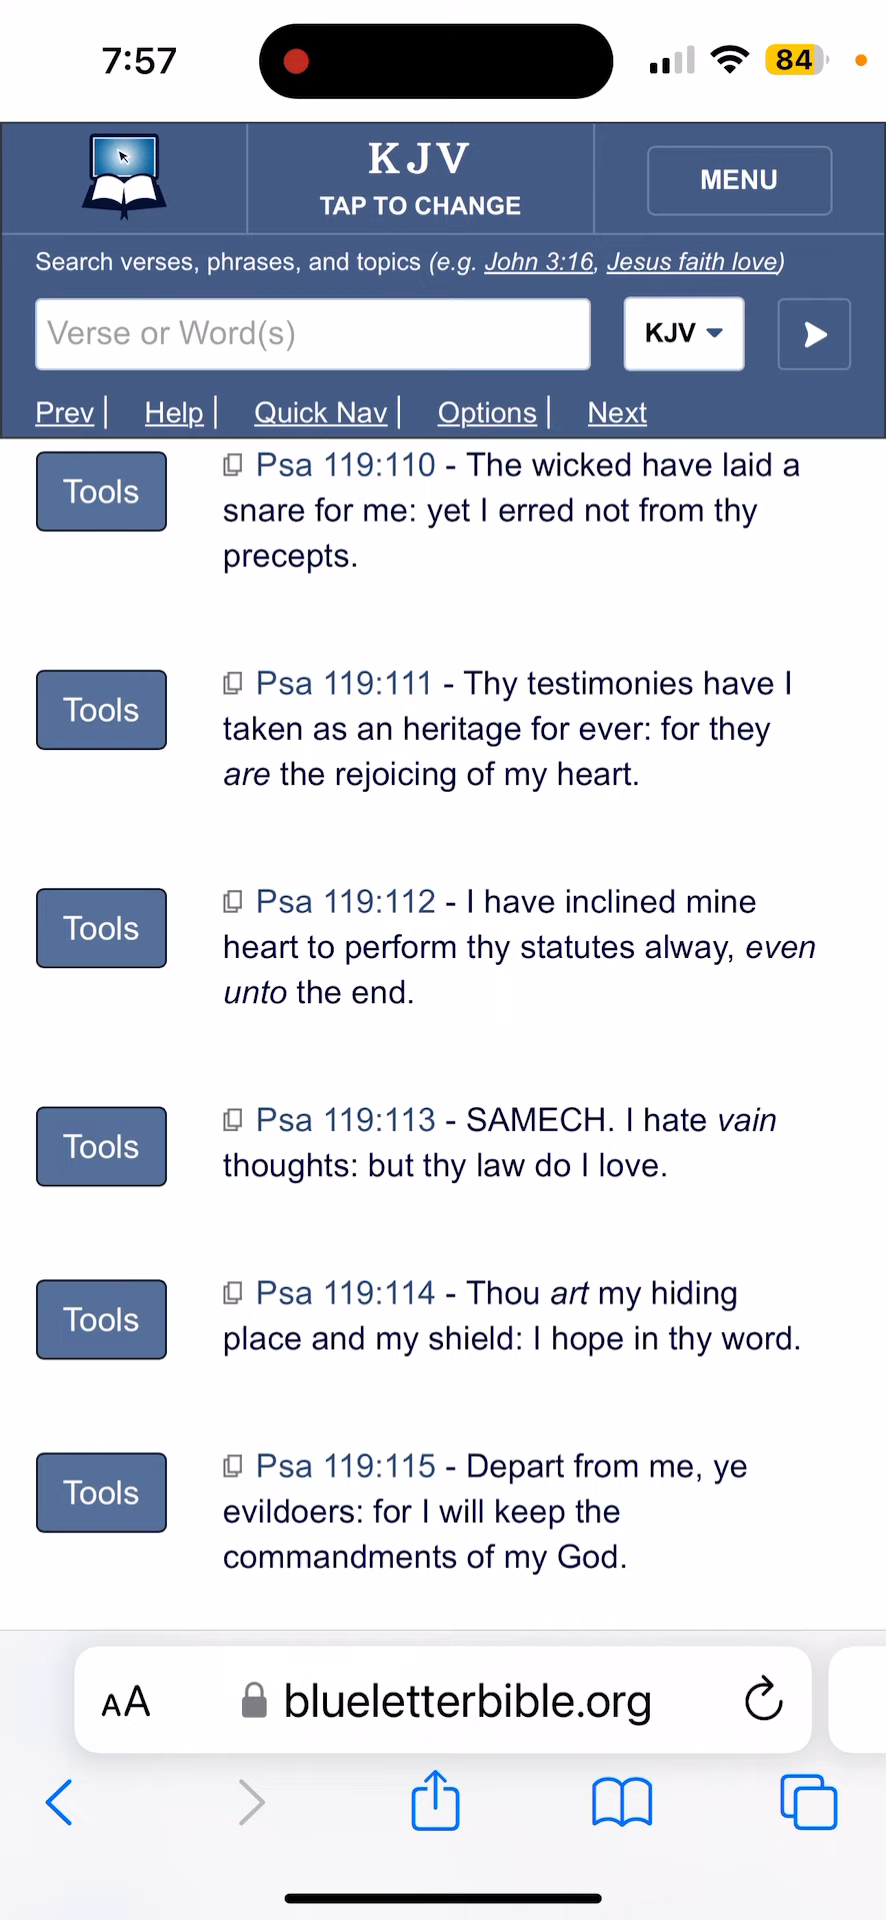 7:57
84
KJV
TAP TO CHANGE
MENU
Search verses, phrases, and topics (e.g. John 3:16, Jesus faith love)
Verse or Word(s)
KJV
Prev | Help | Quick Nav | Options | Next
Tools
Psa 119:110 - The wicked have laid a
snare for me: yet I erred not from thy
precepts.
Tools
Psa 119:111 - Thy testimonies have I
taken as an heritage for ever: for they
are the rejoicing of my heart.
Tools
Psa 119:112 - I have inclined mine
heart to perform thy statutes alway, even
unto the end.
Tools
Psa 119:113 - SAMECH. I hate vain
thoughts: but thy law do I love.
Tools
Psa 119:114 - Thou art my hiding
place and my shield: I hope in thy word.
Tools
Psa 119:115 - Depart from me, ye
evildoers: for I will keep the
commandments of my God.
AA blueletterbible.org